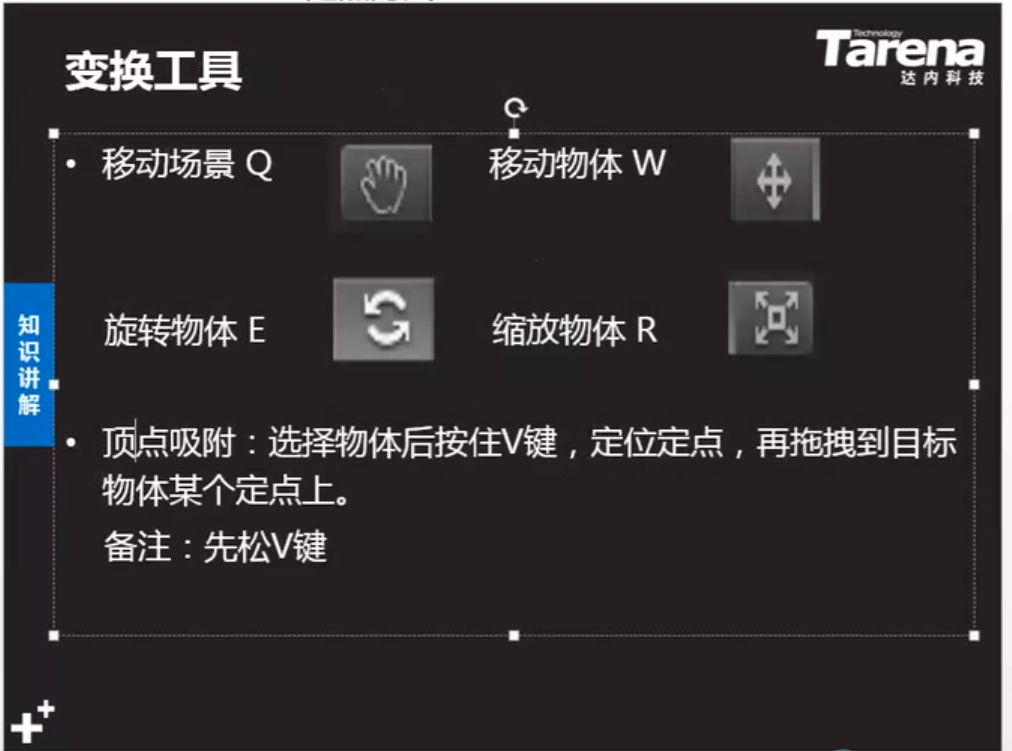 变换工具
Technology
Tarena
达内科技
• 移动场景 Q 移动物体 W
旋转物体 E 缩放物体 R
知识讲解
• 顶点吸附：选择物体后按住V键，定位定点，再拖拽到目标
物体某个定点上。
备注：先松V键